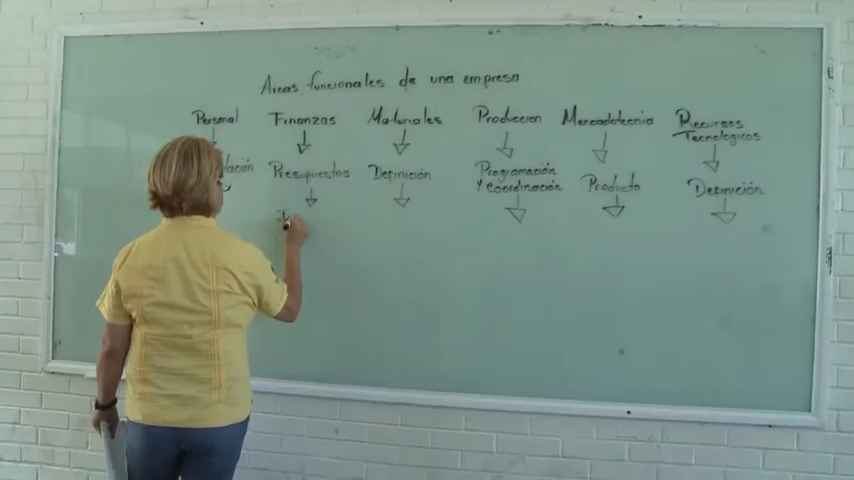 Areas funcionales de una empresa
Personal Finanzas Materiales Produccion Mercadotecnia Recursos Tecnologicos
Presupuestos Definición Programación y Coordinación Producto Definición